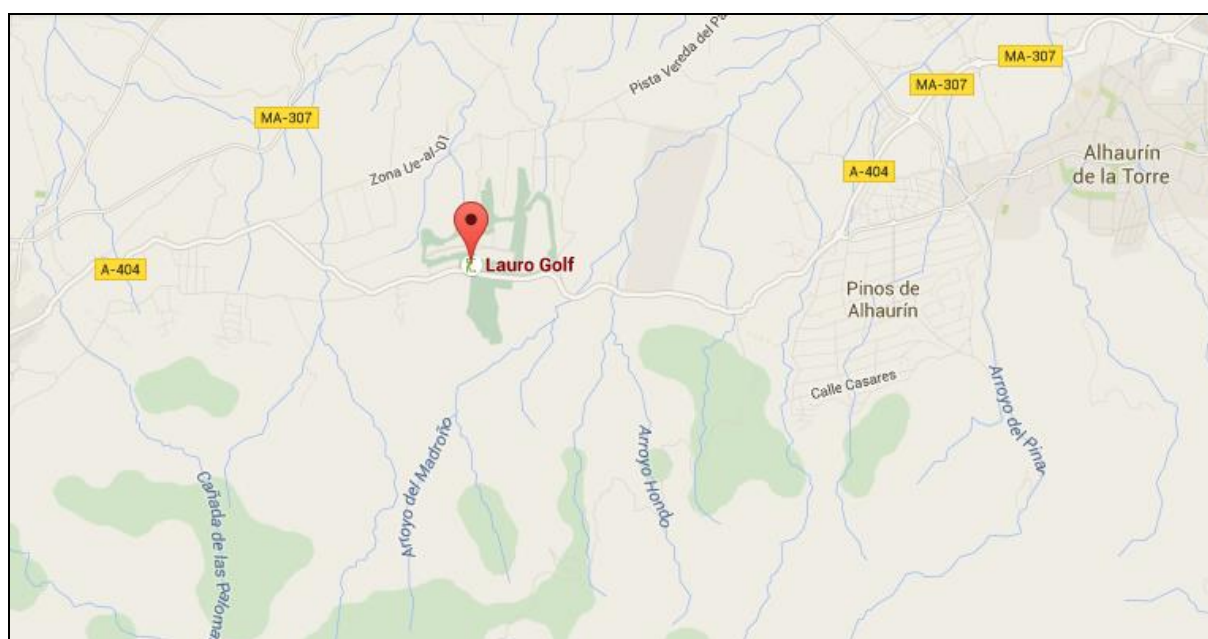 MA-307
MA-307
MA-307
Pista Vereda del Pa
Zona Ue-al-01
Alhaurín
de la Torre
A-404
Lauro Golf
A-404
Pinos de
Alhaurín
Calle Casares
Arroyo del Pinar
Arroyo del Madroño
Arroyo Hondo
Cañada de las Paloma